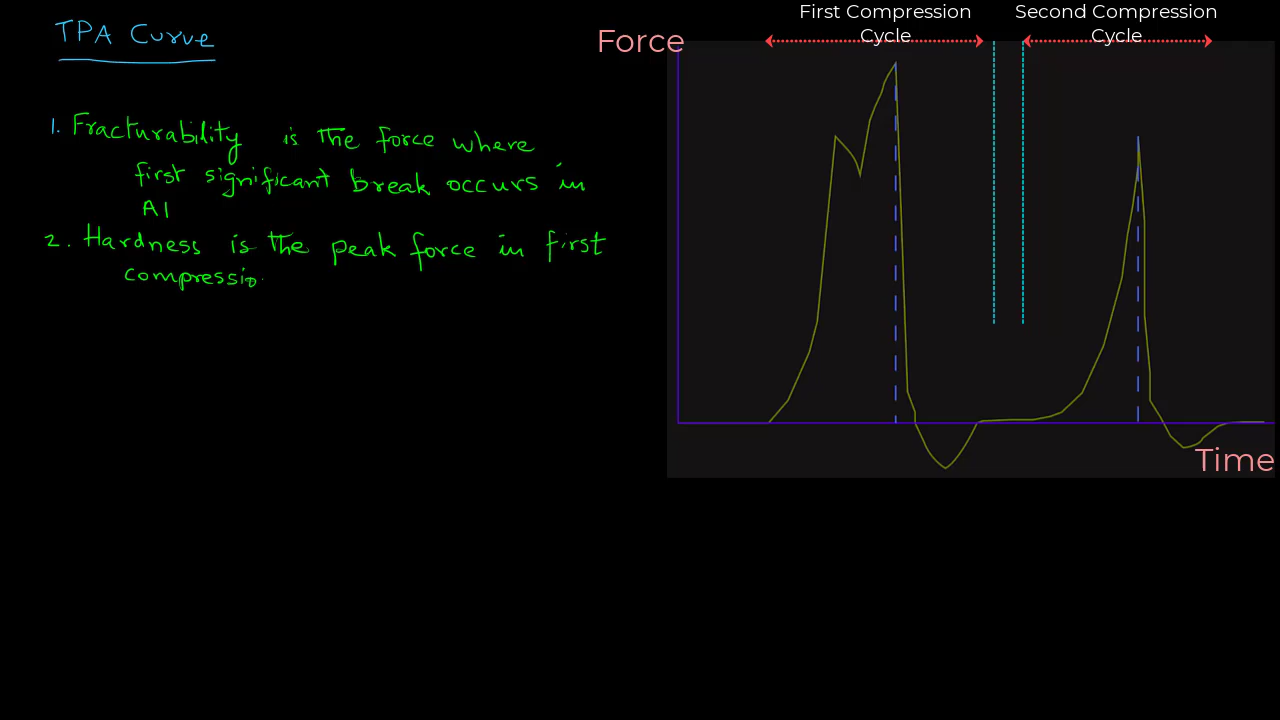 TPA Curve
1. Fracturability is the force where
first significant break occurs in
A1
2. Hardness is the peak force in first
compressio
Force
First Compression
Cycle
Second Compression
Cycle
Time